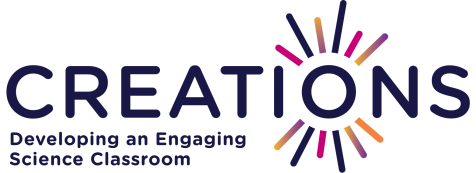 CREATIONS
Developing an Engaging
Science Classroom